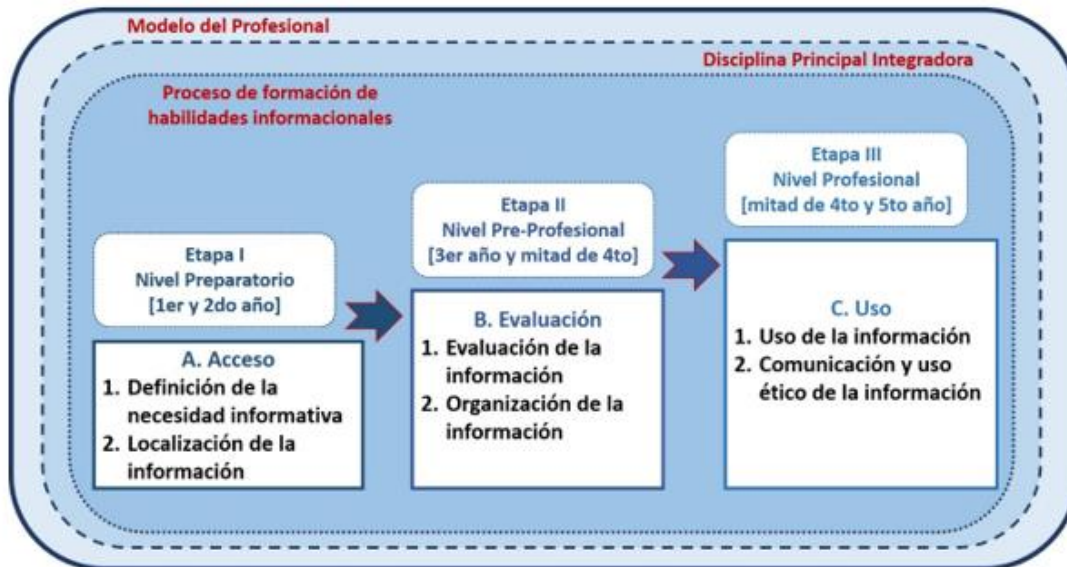 Modelo del Profesional
Disciplina Principal Integradora
Proceso de formación de
habilidades informacionales
Etapa I
Nivel Preparatorio
[1er y 2do año]
A. Acceso
1. Definición de la
necesidad informativa
2. Localización de la
información
Etapa II
Nivel Pre-Profesional
[3er año y mitad de 4to]
B. Evaluación
1. Evaluación de la
información
2. Organización de la
información
Etapa III
Nivel Profesional
[mitad de 4to y 5to año]
C. Uso
1. Uso de la información
2. Comunicación y uso
ético de la información